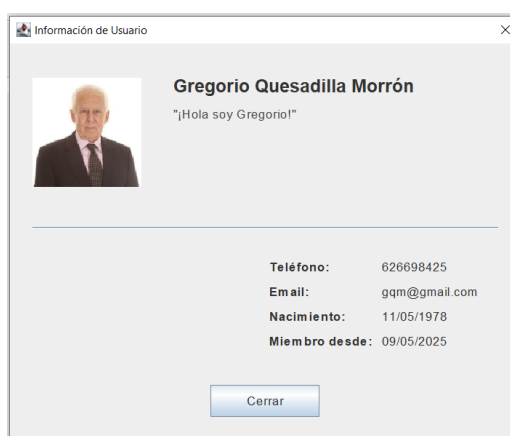 Información de Usuario
Gregorio Quesadilla Morrón
"¡Hola soy Gregorio!"
Teléfono: 626698425
Email: gqm@gmail.com
Nacimiento: 11/05/1978
Miembro desde: 09/05/2025
Cerrar